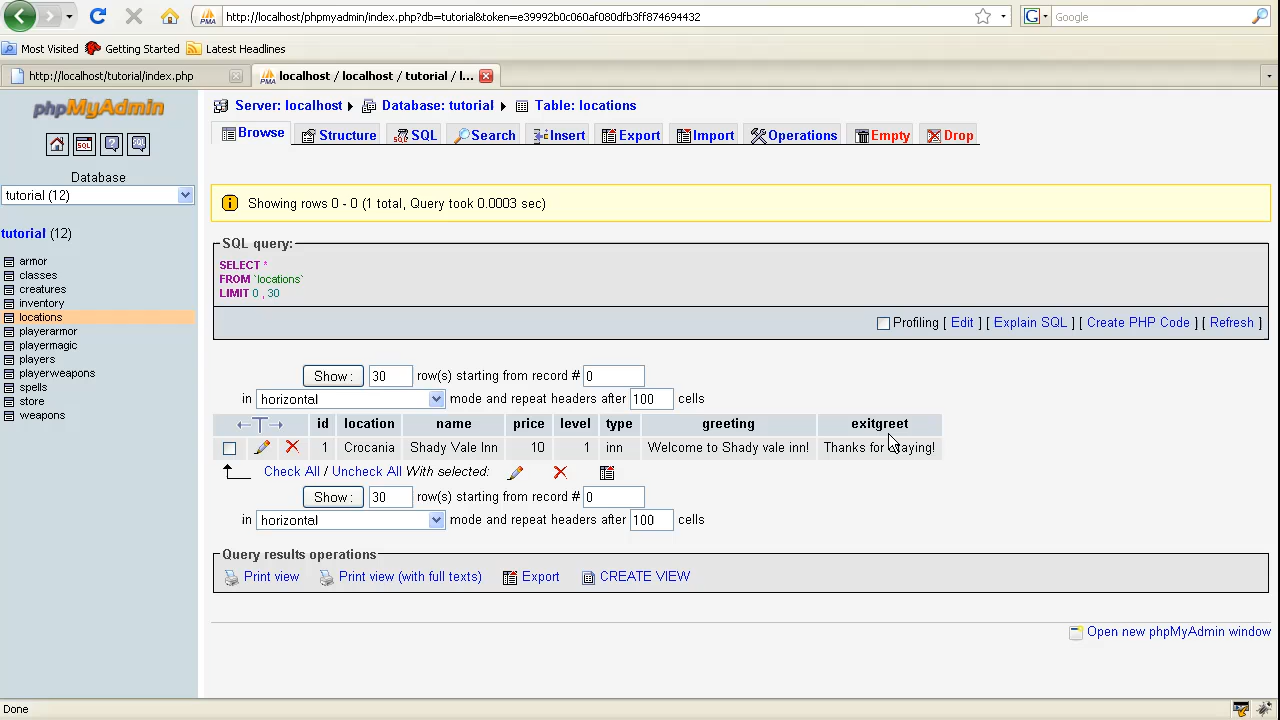 http://localhost/phpmyadmin/index.php?db=tutorial&token=e39992b0c060af080dfb3ff874694432
Google
Most Visited Getting Started Latest Headlines
http://localhost/tutorial/index.php
localhost / localhost / tutorial / l...
phpMyAdmin
Server: localhost Database: tutorial Table: locations
Browse Structure SQL Search Insert Export Import Operations Empty Drop
Database
tutorial (12)
tutorial (12)
armor
classes
creatures
inventory
locations
playerarmor
playermagic
players
playerweapons
spells
store
weapons
Showing rows 0 - 0 (1 total, Query took 0.0003 sec)
SQL query:
SELECT *
FROM `locations`
LIMIT 0 , 30
Profiling [ Edit ] [ Explain SQL ] [ Create PHP Code ] [ Refresh ]
Show : 30 row(s) starting from record # 0
in horizontal mode and repeat headers after 100 cells
id location name price level type greeting exitgreet
1 Crocania Shady Vale Inn 10 1 inn Welcome to Shady vale inn! Thanks for
Check All / Uncheck All With selected:
Show : 30 row(s) starting from record # 0
in horizontal mode and repeat headers after 100 cells
Query results operations
Print view Print view (with full texts) Export CREATE VIEW
Open new phpMyAdmin window
Done